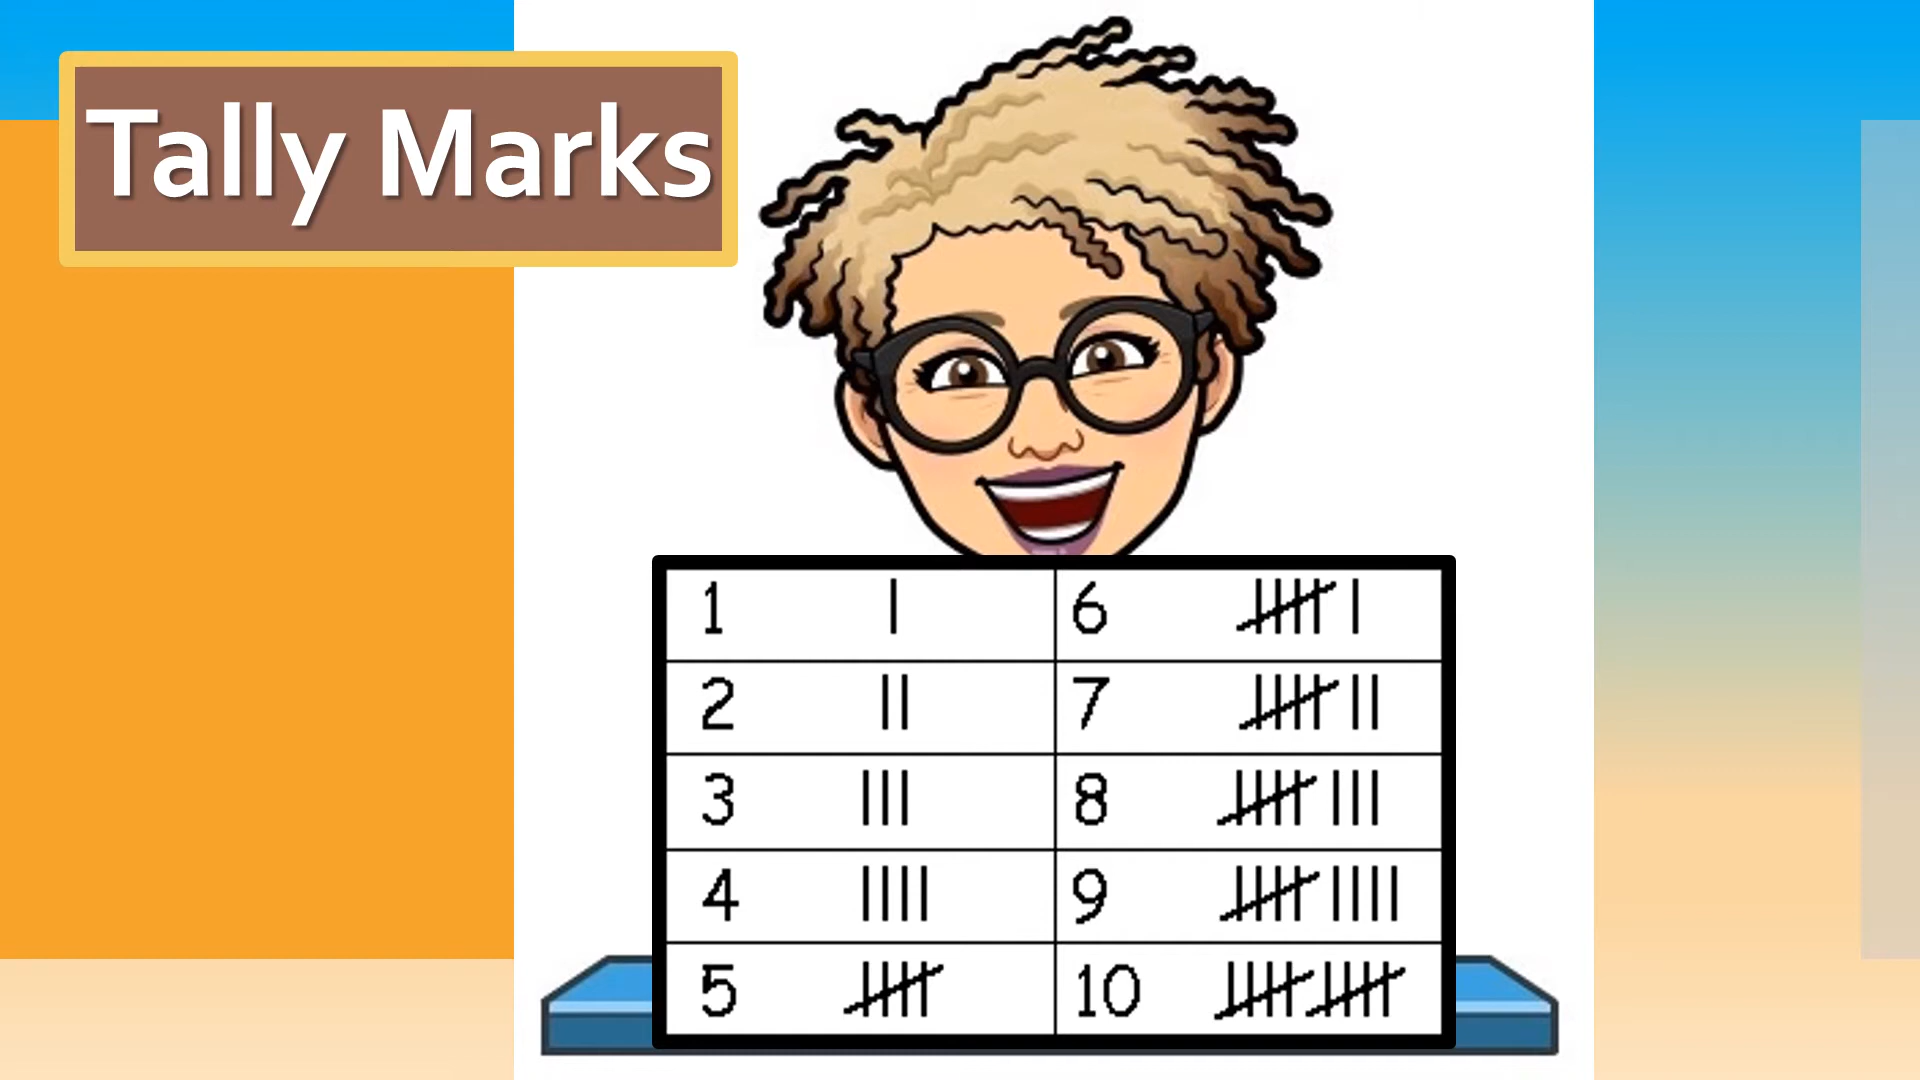 Tally Marks
1 | 6 𝍸 |
2 || 7 𝍸 ||
3 ||| 8 𝍸 |||
4 |||| 9 𝍸 ||||
5 𝍸 10 𝍸 𝍸